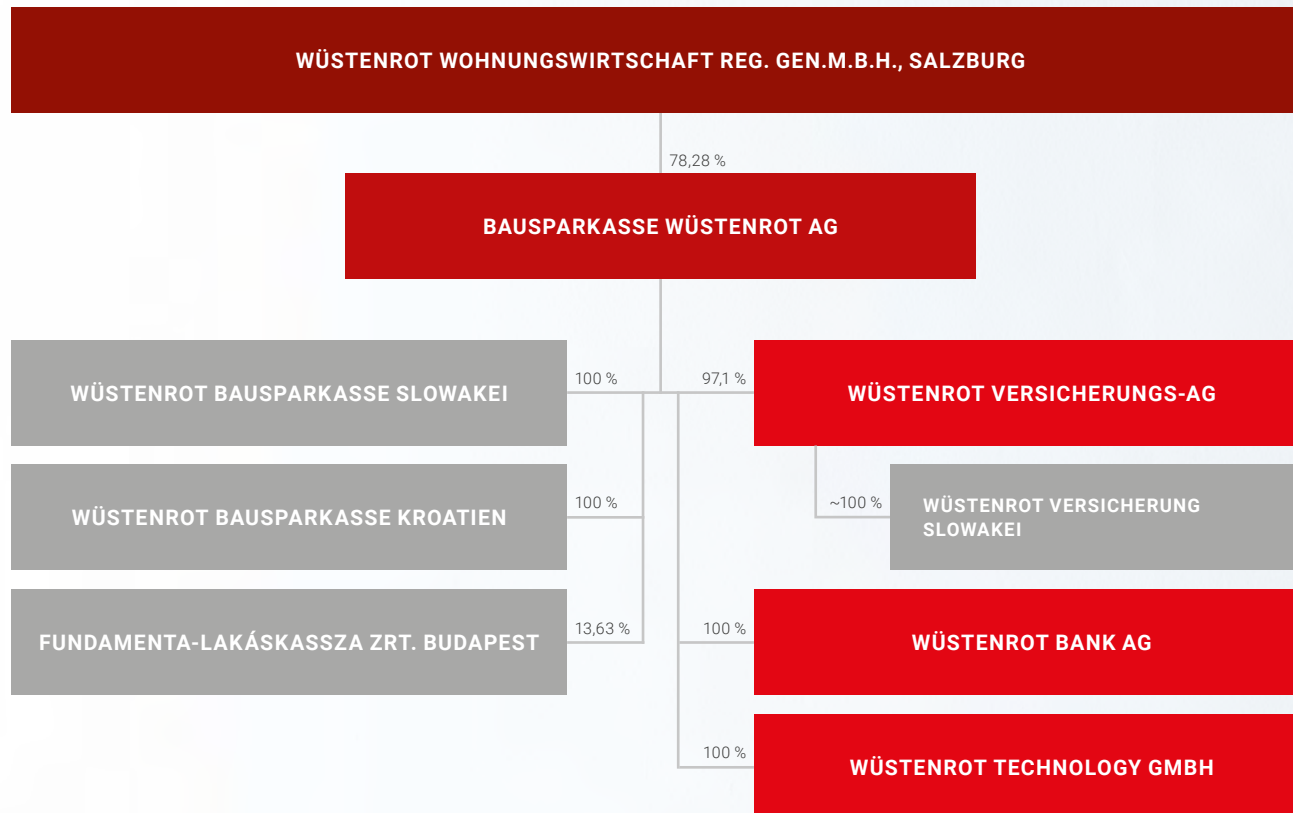 WÜSTENROT WOHNUNGSWIRTSCHAFT REG. GEN.M.B.H., SALZBURG
78,28 %
BAUSPARKASSE WÜSTENROT AG
WÜSTENROT BAUSPARKASSE SLOWAKEI
100 %
97,1 %
WÜSTENROT VERSICHERUNGS-AG
WÜSTENROT BAUSPARKASSE KROATIEN
100 %
~100 %
WÜSTENROT VERSICHERUNG
SLOWAKEI
FUNDAMENTA-LAKÁSKASSZA ZRT. BUDAPEST
13,63 %
100 %
WÜSTENROT BANK AG
100 %
WÜSTENROT TECHNOLOGY GMBH